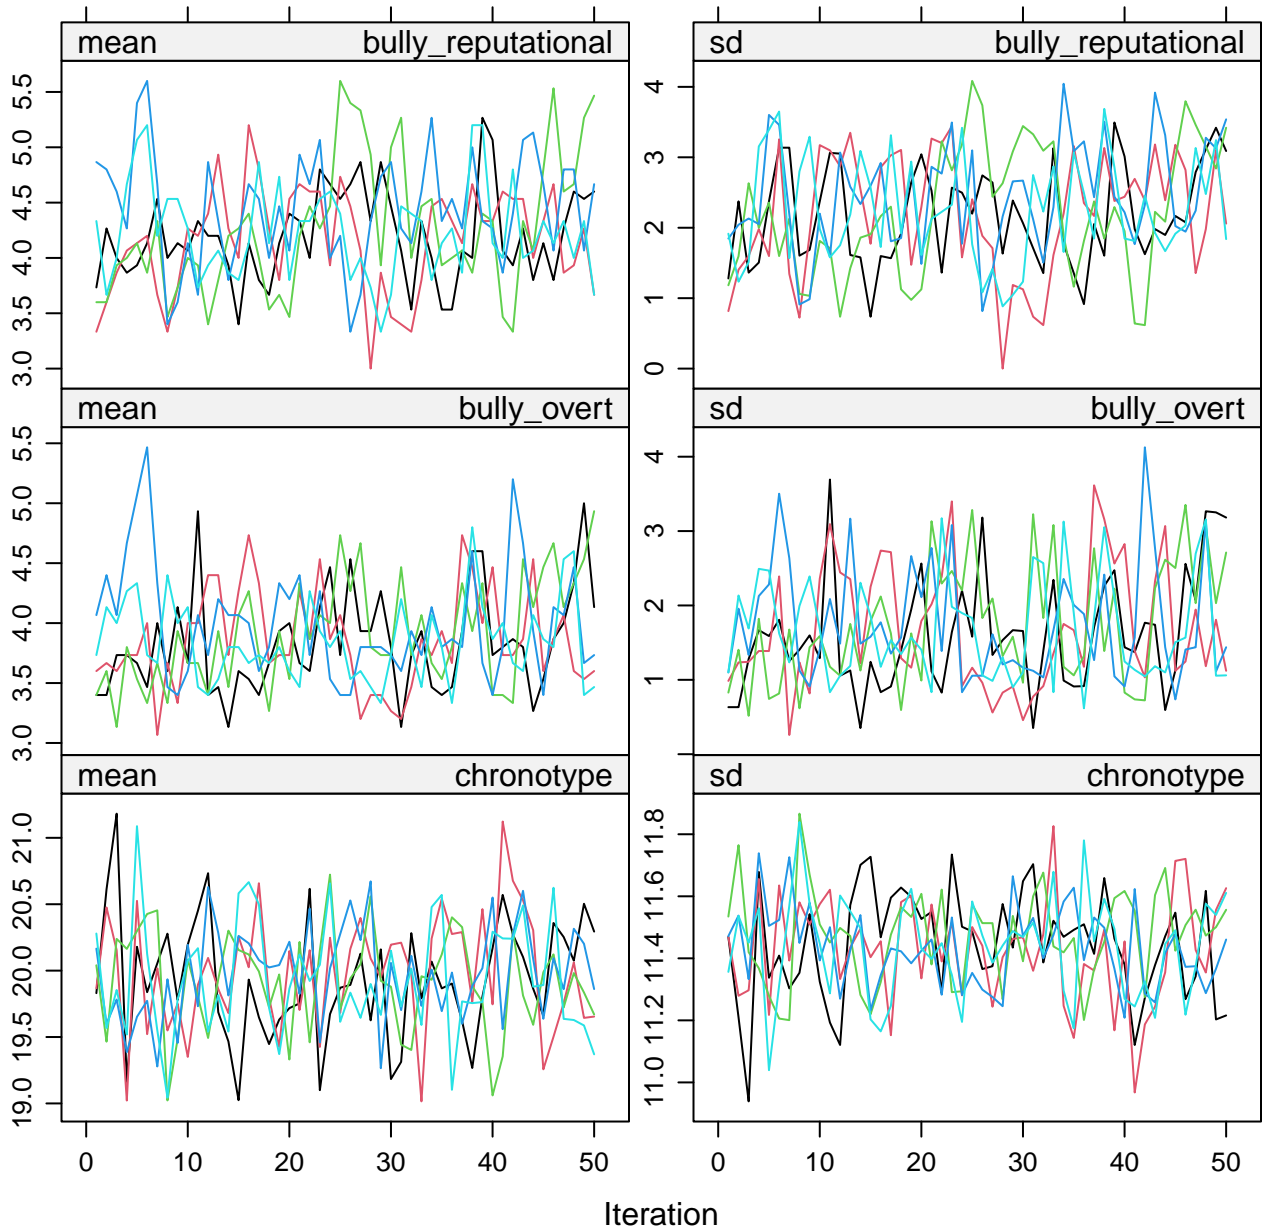 mean bully_reputational sd bully_reputational
3.0 3.5 4.0 4.5 5.0 5.5
0 1 2 3 4
mean bully_overt sd bully_overt
3.0 3.5 4.0 4.5 5.0 5.5
1 2 3 4
mean chronotype sd chronotype
19.0 19.5 20.0 20.5 21.0
11.0 11.2 11.4 11.6 11.8
0 10 20 30 40 50 0 10 20 30 40 50
Iteration